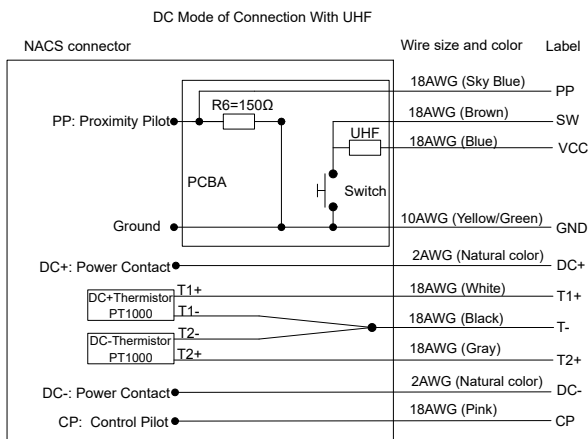 DC Mode of Connection With UHF
NACS connector
Wire size and color
Label
18AWG (Sky Blue)
PP
R6=150Ω
PP: Proximity Pilot
18AWG (Brown)
SW
UHF
18AWG (Blue)
VCC
PCBA
Switch
Ground
10AWG (Yellow/Green)
GND
DC+: Power Contact
2AWG (Natural color)
DC+
DC+Thermistor
PT1000
T1+
18AWG (White)
T1+
T1-
18AWG (Black)
T-
DC-Thermistor
PT1000
T2-
T2+
18AWG (Gray)
T2+
DC-: Power Contact
2AWG (Natural color)
DC-
CP: Control Pilot
18AWG (Pink)
CP